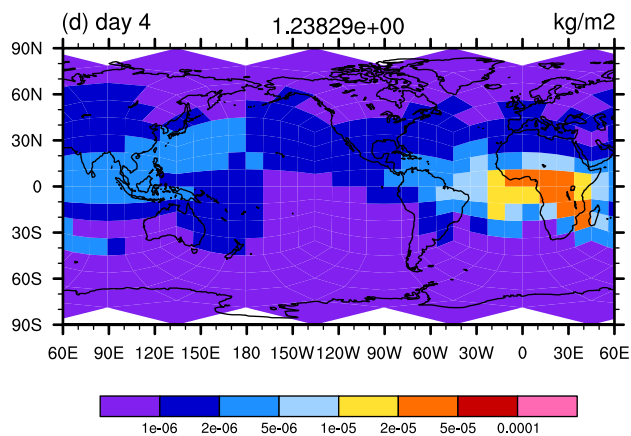 (d) day 4 1.23829e+00 kg/m2
90N
60N
30N
0
30S
60S
90S
60E 90E 120E 150E 180 150W 120W 90W 60W 30W 0 30E 60E
1e-06 2e-06 5e-06 1e-05 2e-05 5e-05 0.0001